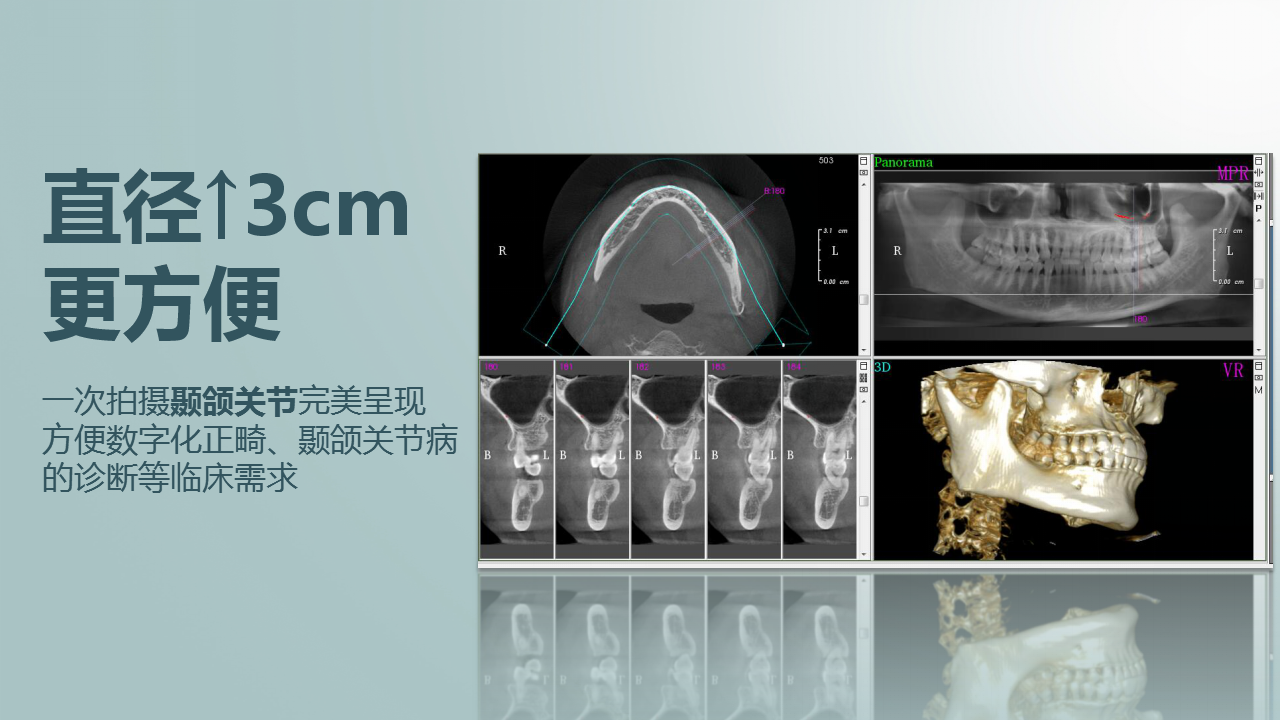 直径↑3cm
更方便
一次拍摄颞颌关节完美呈现
方便数字化正畸、颞颌关节病
的诊断等临床需求
503
B:180
R
L
3.1 cm
0.00 cm
Panorama
MPR
P
R
L
3.1 cm
0.00 cm
180
180 181 182 183 184
B L B L B L B L B L
3D
VR
M